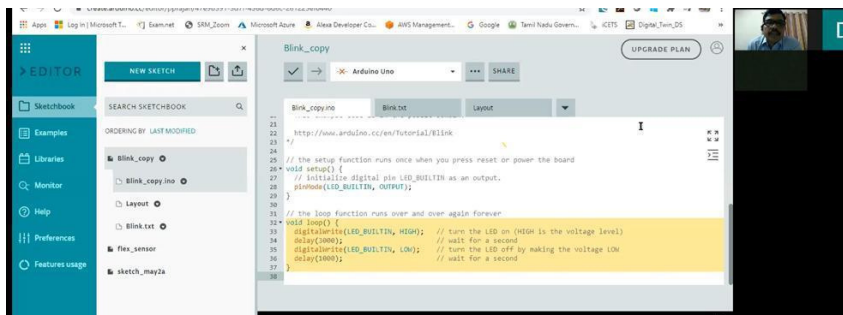 Apps
Log in | Microsoft T...
Exam.net
SRM_Zoom
Microsoft Azure
Alexa Developer Co...
AWS Management...
Google
Tamil Nadu Govern...
iCETS
Digital_Twin_DS
EDITOR
NEW SKETCH
Sketchbook
SEARCH SKETCHBOOK
Examples
ORDERING BY LAST MODIFIED
Libraries
Blink_copy
Monitor
Blink_copy.ino
Help
Layout
Blink.txt
Preferences
flex_sensor
Features usage
sketch_may2a
Blink_copy
UPGRADE PLAN
Arduino Uno
SHARE
Blink_copy.ino
Blink.txt
Layout
21
22 http://www.arduino.cc/en/Tutorial/Blink
23 */
24
25 // the setup function runs once when you press reset or power the board
26 void setup() {
27 // initialize digital pin LED_BUILTIN as an output.
28 pinMode(LED_BUILTIN, OUTPUT);
29 }
30
31 // the loop function runs over and over again forever
32 void loop() {
33 digitalWrite(LED_BUILTIN, HIGH); // turn the LED on (HIGH is the voltage level)
34 delay(3000); // wait for a second
35 digitalWrite(LED_BUILTIN, LOW); // turn the LED off by making the voltage LOW
36 delay(1000); // wait for a second
37 }
38
D